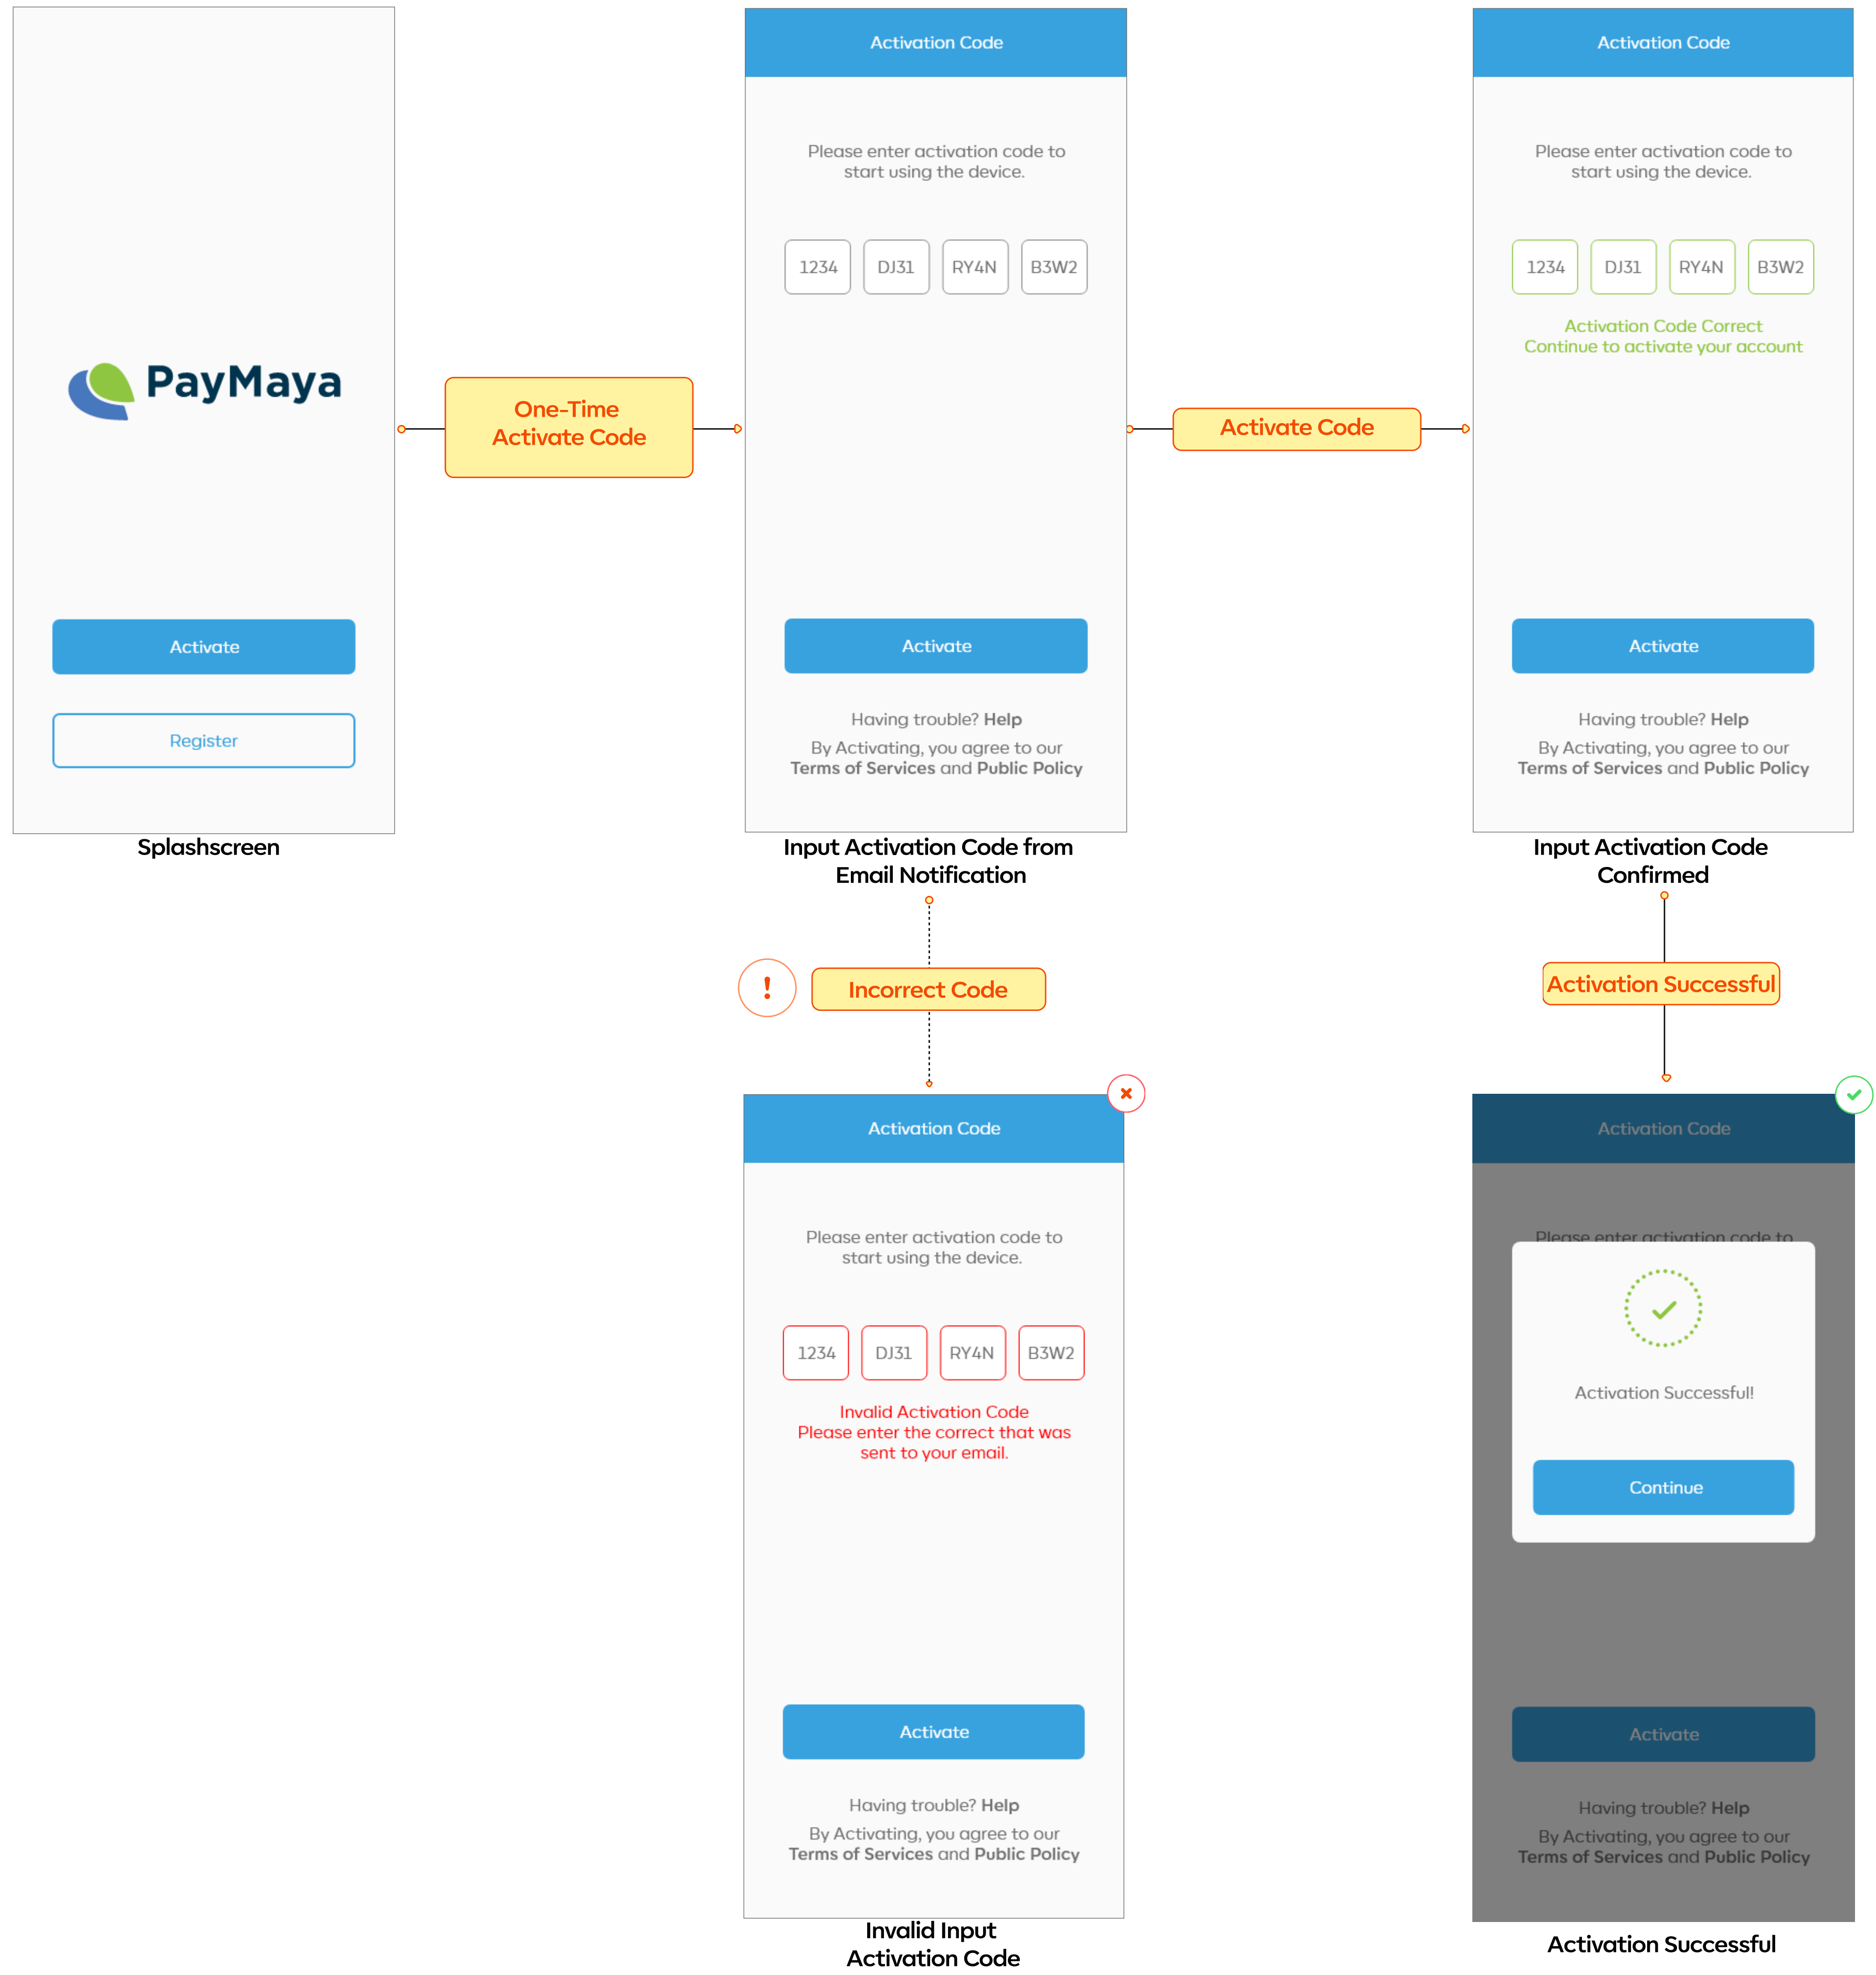 PayMaya
Activate
Register
Splashscreen
One-Time
Activate Code
Activation Code
Please enter activation code to
start using the device.
1234 DJ31 RY4N B3W2
Activate
Having trouble? Help
By Activating, you agree to our
Terms of Services and Public Policy
Input Activation Code from
Email Notification
Activate Code
Activation Code
Please enter activation code to
start using the device.
1234 DJ31 RY4N B3W2
Activation Code Correct
Continue to activate your account
Activate
Having trouble? Help
By Activating, you agree to our
Terms of Services and Public Policy
Input Activation Code
Confirmed
!
Incorrect Code
Activation Code
Please enter activation code to
start using the device.
1234 DJ31 RY4N B3W2
Invalid Activation Code
Please enter the correct that was
sent to your email.
Activate
Having trouble? Help
By Activating, you agree to our
Terms of Services and Public Policy
Invalid Input
Activation Code
Activation Successful
Activation Code
Please enter activation code to
Activation Successful!
Continue
Activate
Having trouble? Help
By Activating, you agree to our
Terms of Services and Public Policy
Activation Successful